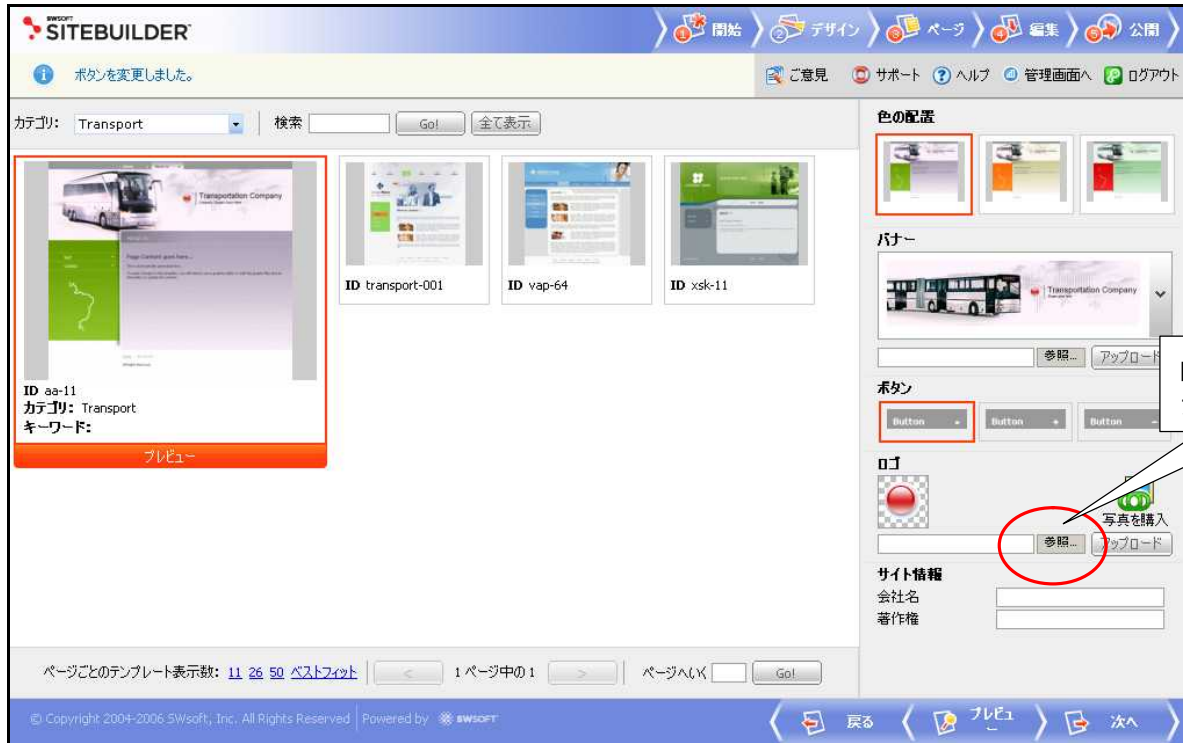 SWSOFT
SITEBUILDER
開始
デザイン
ページ
編集
公開
ボタンを変更しました。
ご意見
サポート
ヘルプ
管理画面へ
ログアウト
カテゴリ: Transport
検索
Go!
全て表示
Transportation Company
Page Content goes here...
ID aa-11
カテゴリ: Transport
キーワード:
プレビュー
ID transport-001
ID vap-64
ID xsk-11
色の配置
バナー
Transportation Company
参照...
アップロード
ボタン
Button
Button
Button
ロゴ
写真を購入
参照...
アップロード
サイト情報
会社名
著作権
ページごとのテンプレート表示数: 11 26 50 ベストフィット
<
1 ページ中の 1
>
ページへいく
Go!
© Copyright 2004-2006 SWsoft, Inc. All Rights Reserved
Powered by SWSOFT
戻る
プレビュー
次へ